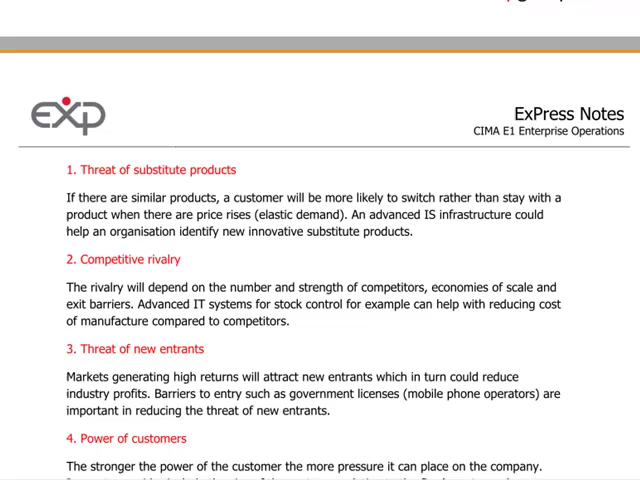 exp
ExPress Notes
CIMA E1 Enterprise Operations
1. Threat of substitute products
If there are similar products, a customer will be more likely to switch rather than stay with a
product when there are price rises (elastic demand). An advanced IS infrastructure could
help an organisation identify new innovative substitute products.
2. Competitive rivalry
The rivalry will depend on the number and strength of competitors, economies of scale and
exit barriers. Advanced IT systems for stock control for example can help with reducing cost
of manufacture compared to competitors.
3. Threat of new entrants
Markets generating high returns will attract new entrants which in turn could reduce
industry profits. Barriers to entry such as government licenses (mobile phone operators) are
important in reducing the threat of new entrants.
4. Power of customers
The stronger the power of the customer the more pressure it can place on the company.